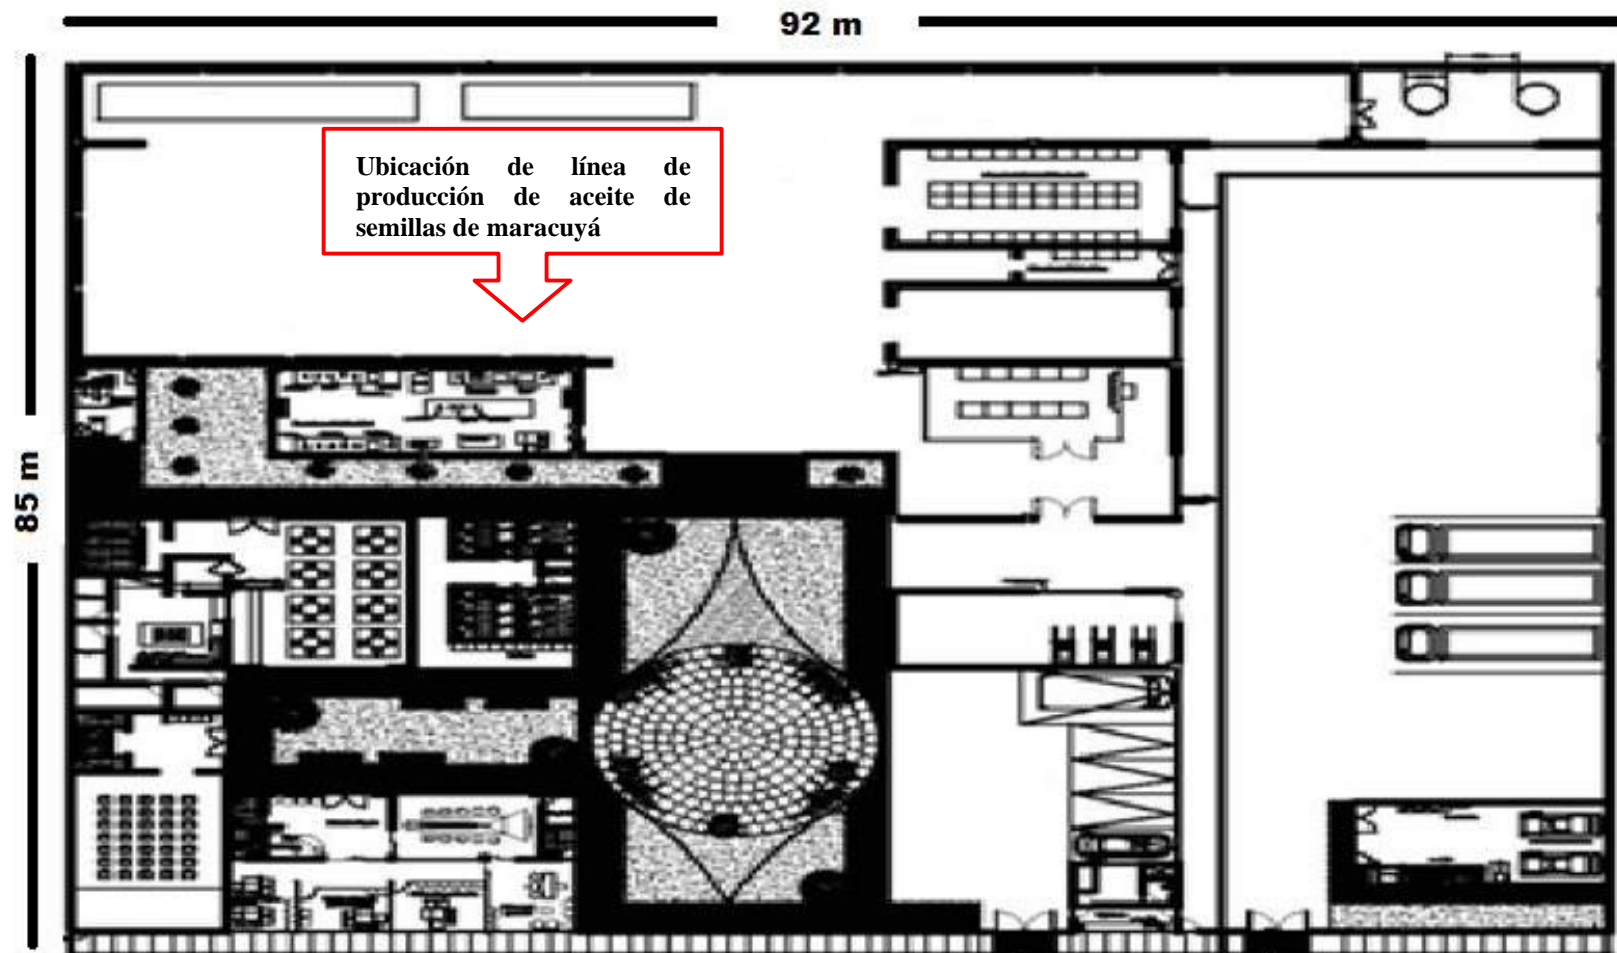 92 m
Ubicación de línea de
producción de aceite de
semillas de maracuyá
85 m